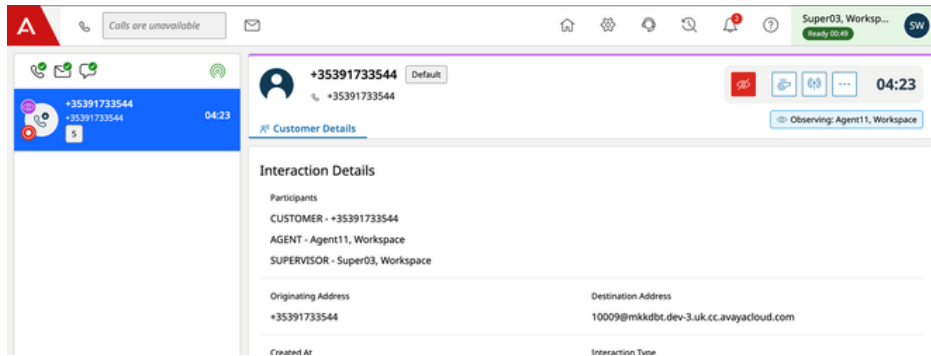 Calls are unavailable
2
Super03, Worksp...
Ready 00:49
SW
+35391733544
+35391733544
04:23
5
+35391733544
Default
+35391733544
04:23
Observing: Agent11, Workspace
Customer Details
Interaction Details
Participants
CUSTOMER - +35391733544
AGENT - Agent11, Workspace
SUPERVISOR - Super03, Workspace
Originating Address
Destination Address
+35391733544
10009@mkkdbt.dev-3.uk.cc.avayacloud.com
Created At
Interaction Type